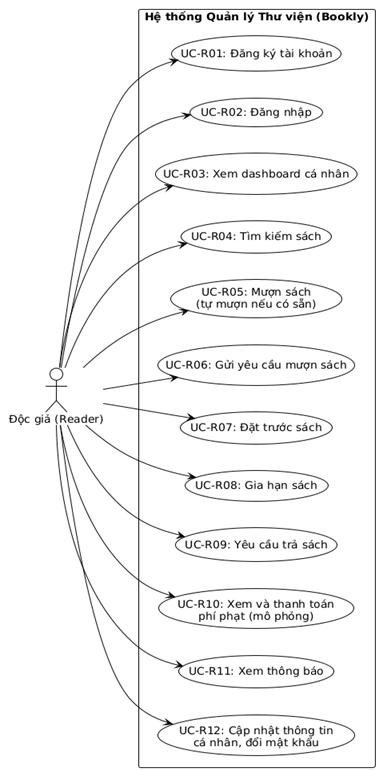 Hệ thống Quản lý Thư viện (Bookly)
UC-R01: Đăng ký tài khoản
UC-R02: Đăng nhập
UC-R03: Xem dashboard cá nhân
UC-R04: Tìm kiếm sách
UC-R05: Mượn sách
(tự mượn nếu có sẵn)
UC-R06: Gửi yêu cầu mượn sách
Độc giả (Reader)
UC-R07: Đặt trước sách
UC-R08: Gia hạn sách
UC-R09: Yêu cầu trả sách
UC-R10: Xem và thanh toán
phí phạt (mô phỏng)
UC-R11: Xem thông báo
UC-R12: Cập nhật thông tin
cá nhân, đổi mật khẩu